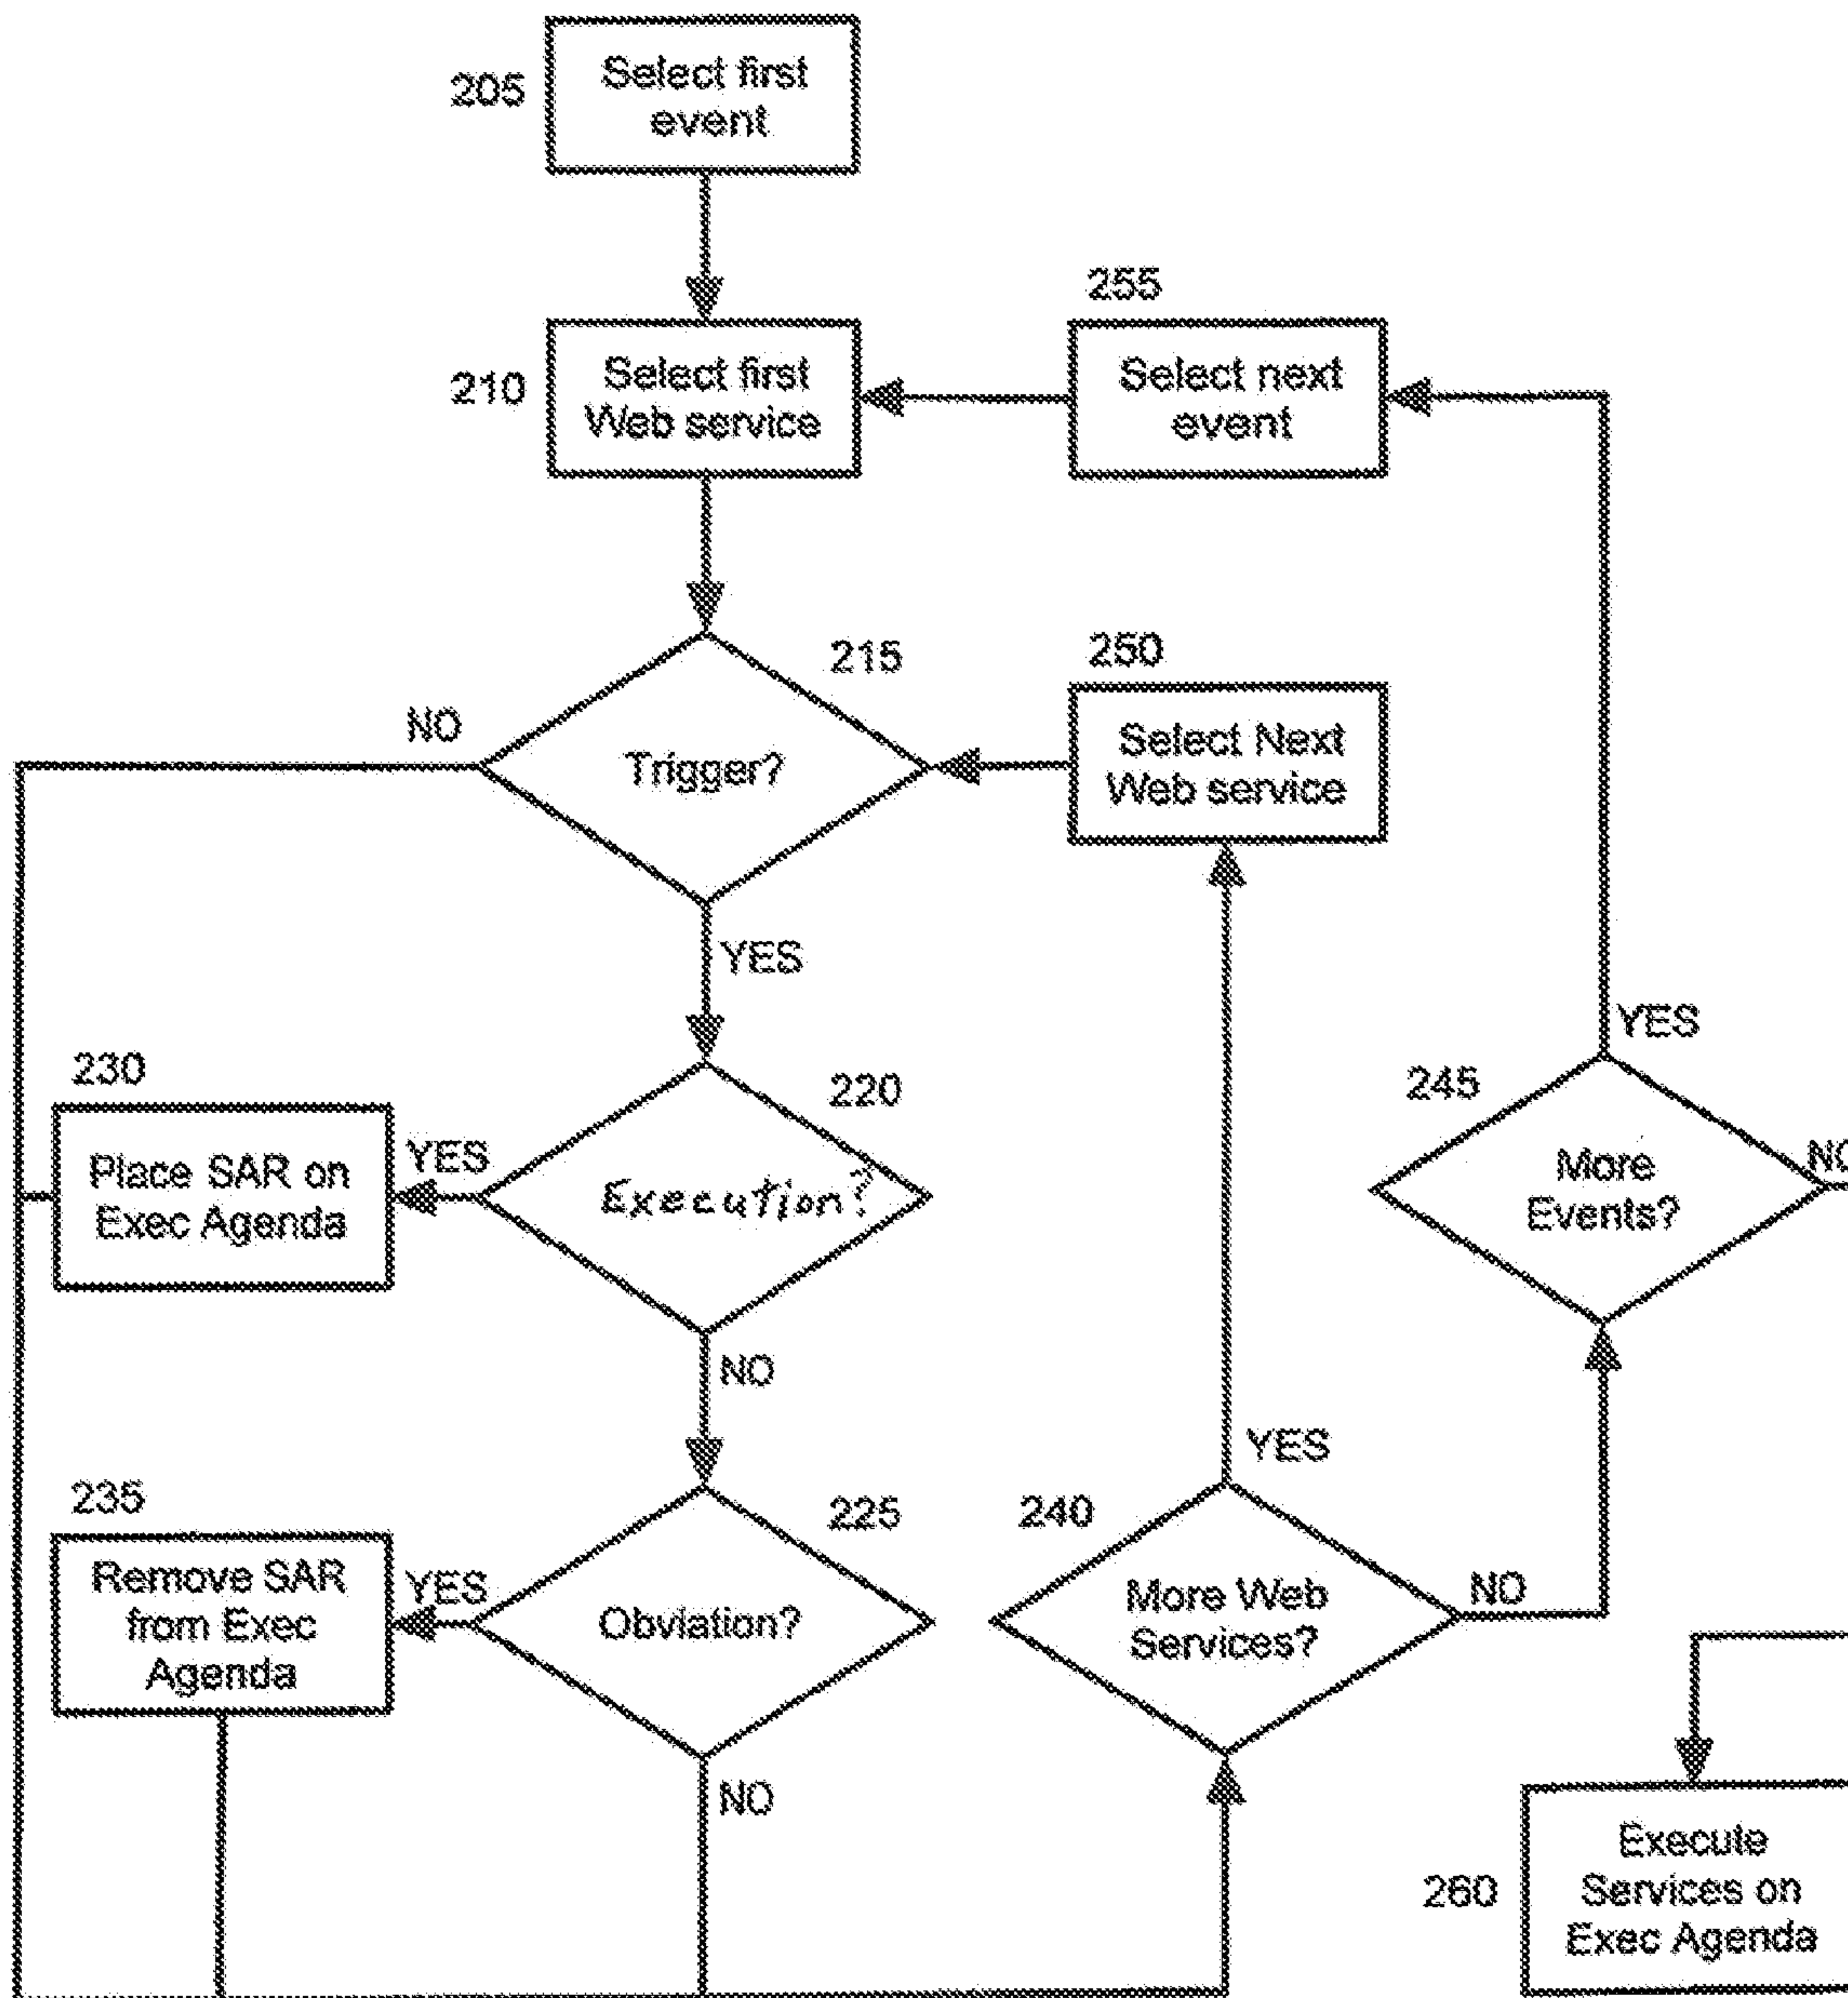 205
Select first
event
210
Select first
Web service
255
Select next
event
215
NO
Trigger?
250
Select Next
Web service
YES
230
Place SAR on
Exec Agenda
YES
220
Execution?
NO
245
YES
More
Events?
NO
235
Remove SAR
from Exec
Agenda
YES
225
Obviation?
NO
240
YES
More Web
Services?
NO
260
Execute
Services on
Exec Agenda